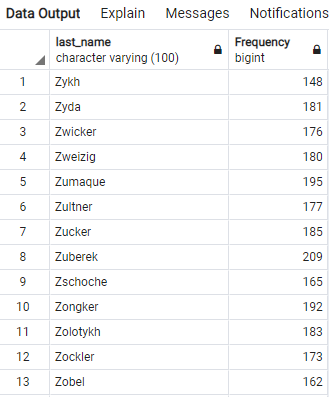 Data Output Explain Messages Notifications
last_name Frequency
character varying (100) bigint
1 Zykh 148
2 Zyda 181
3 Zwicker 176
4 Zweizig 180
5 Zumaque 195
6 Zultner 177
7 Zucker 185
8 Zuberek 209
9 Zschoche 165
10 Zongker 192
11 Zolotykh 183
12 Zockler 173
13 Zobel 162